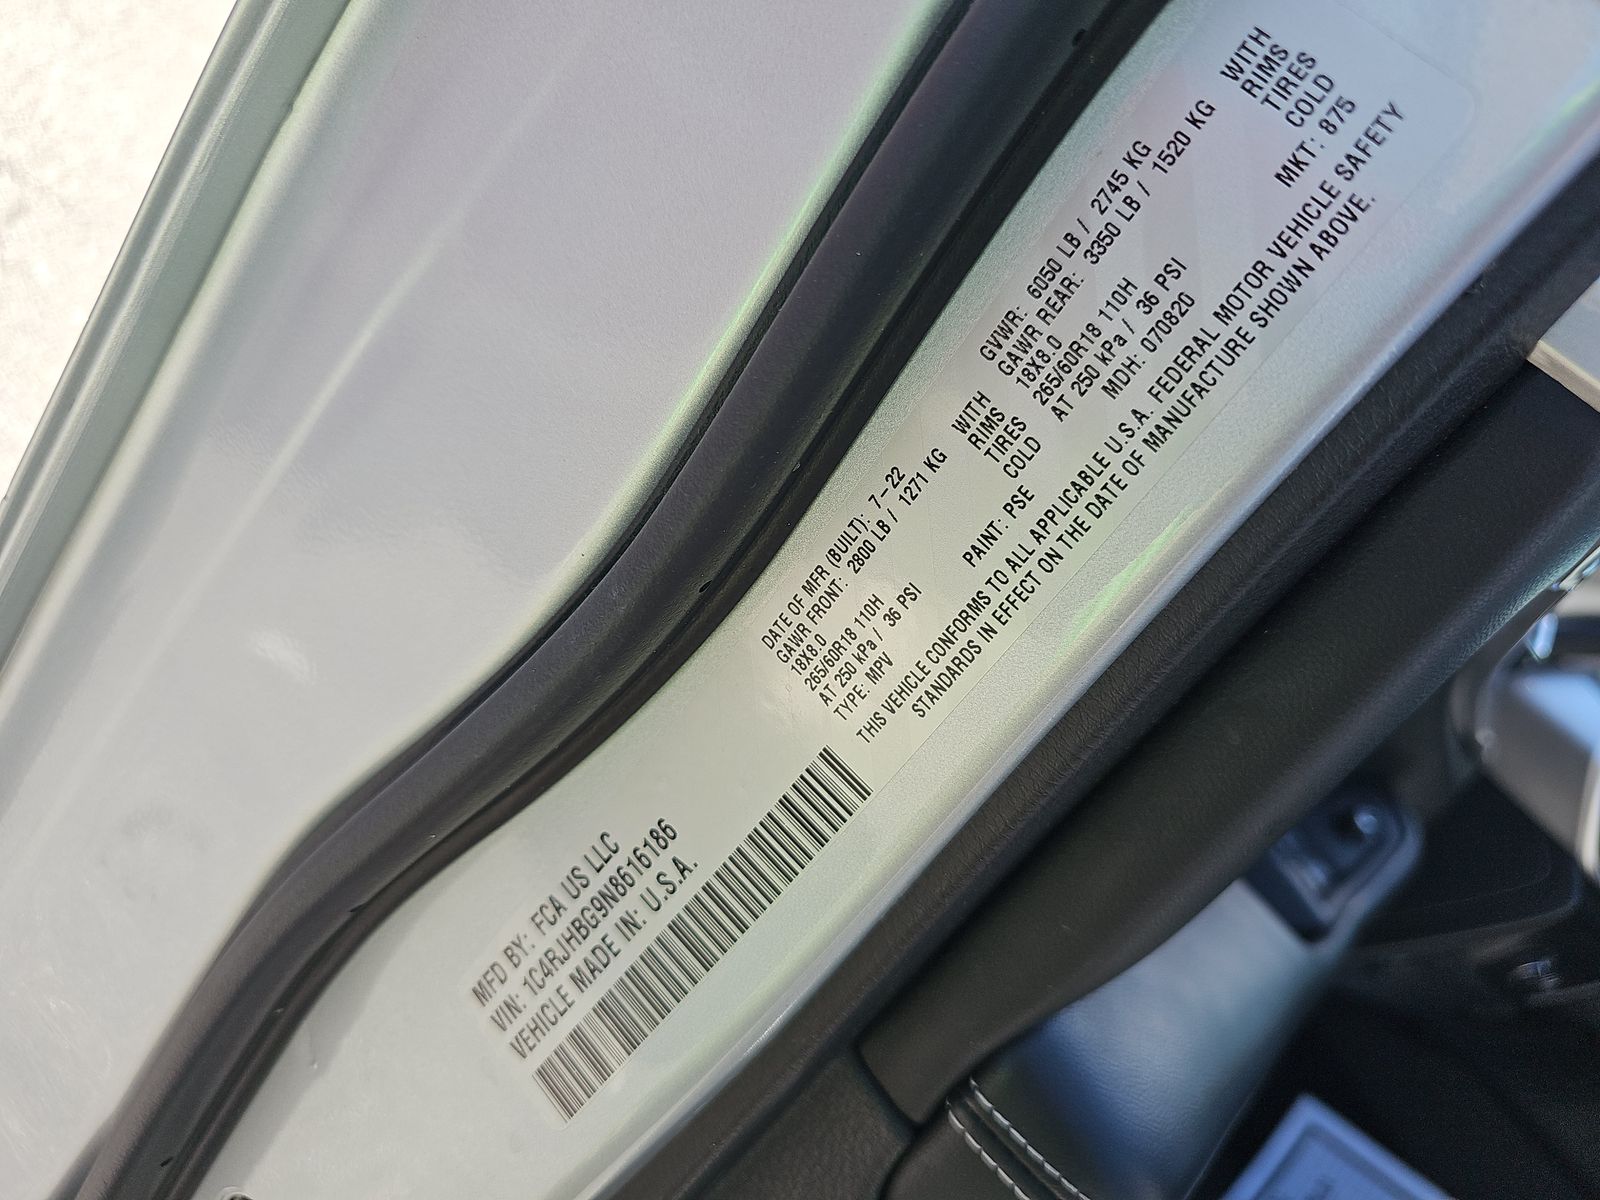 MFD BY: FCA US LLC
VIN: 1C4RJHBG9N8616186
VEHICLE MADE IN: U.S.A.
DATE OF MFR (BUILT): 7-22 GVWR: 6050 LB / 2745 KG
GAWR FRONT: 2800 LB / 1271 KG WITH GAWR REAR: 3350 LB / 1520 KG WITH
18X8.0 RIMS 18X8.0 RIMS
265/60R18 110H TIRES 265/60R18 110H TIRES
AT 250 kPa / 36 PSI COLD AT 250 kPa / 36 PSI COLD
TYPE: MPV PAINT: PSE MDH: 070820 MKT: 875
THIS VEHICLE CONFORMS TO ALL APPLICABLE U.S.A. FEDERAL MOTOR VEHICLE SAFETY
STANDARDS IN EFFECT ON THE DATE OF MANUFACTURE SHOWN ABOVE.